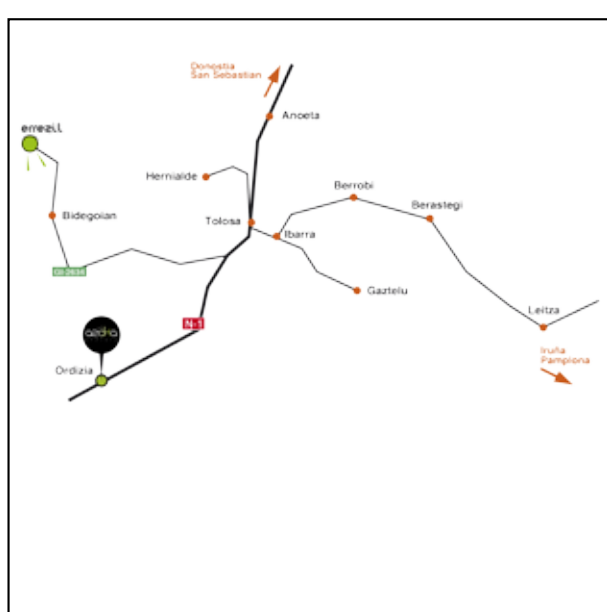 Donostia
San Sebastian
Anoeta
errezil
Hernialde
Berrobi
Berastegi
Bidegoian
Tolosa
Ibarra
GI-2634
Gaztelu
Leitza
N-1
Iruña
Pamplona
Ordizia